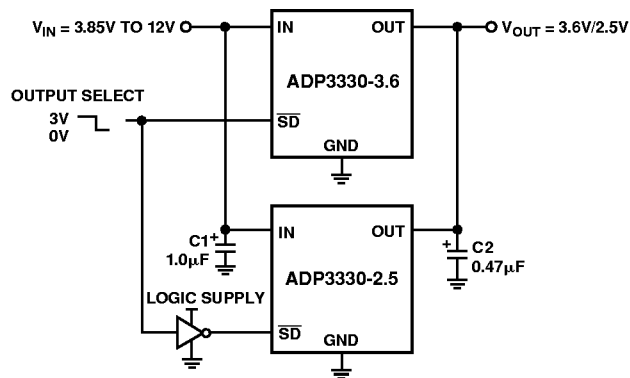 VIN = 3.85V TO 12V
IN
OUT
VOUT = 3.6V/2.5V
ADP3330-3.6
OUTPUT SELECT
3V
0V
SD
GND
IN
OUT
C1
+
1.0μF
+
C2
0.47μF
ADP3330-2.5
LOGIC SUPPLY
SD
GND